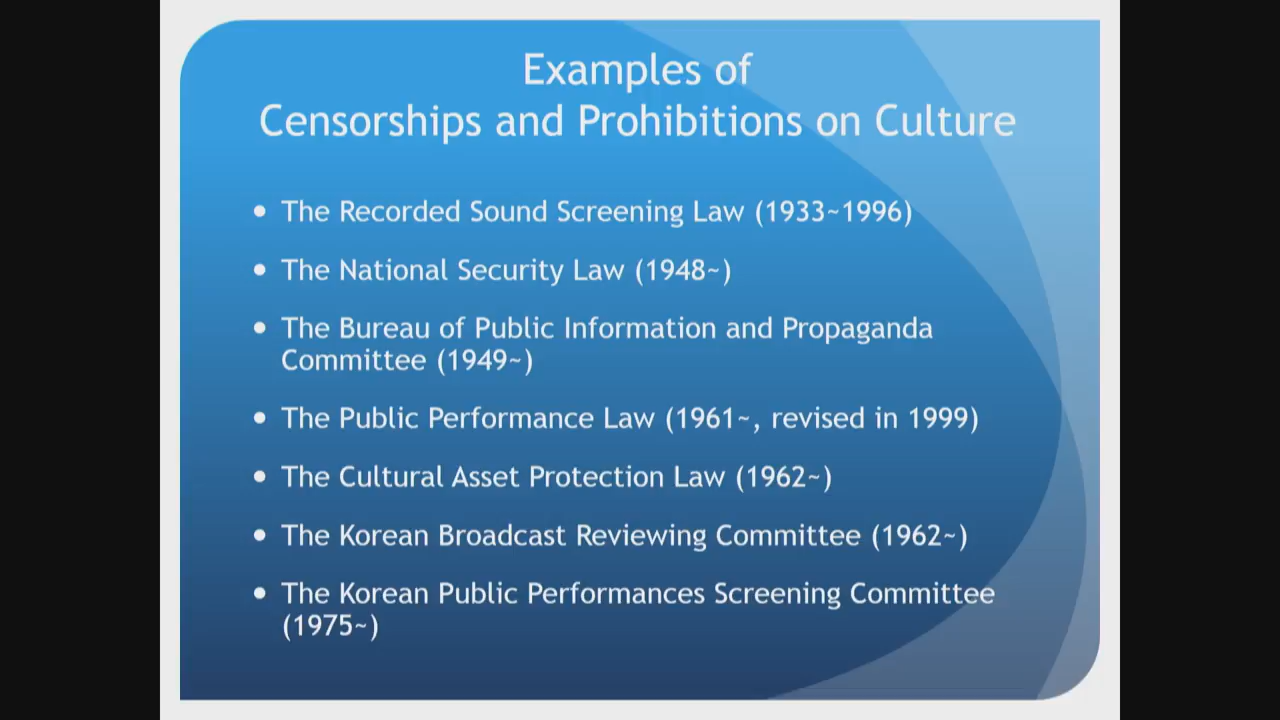 Examples of
Censorships and Prohibitions on Culture
• The Recorded Sound Screening Law (1933~1996)
• The National Security Law (1948~)
• The Bureau of Public Information and Propaganda
Committee (1949~)
• The Public Performance Law (1961~, revised in 1999)
• The Cultural Asset Protection Law (1962~)
• The Korean Broadcast Reviewing Committee (1962~)
• The Korean Public Performances Screening Committee
(1975~)